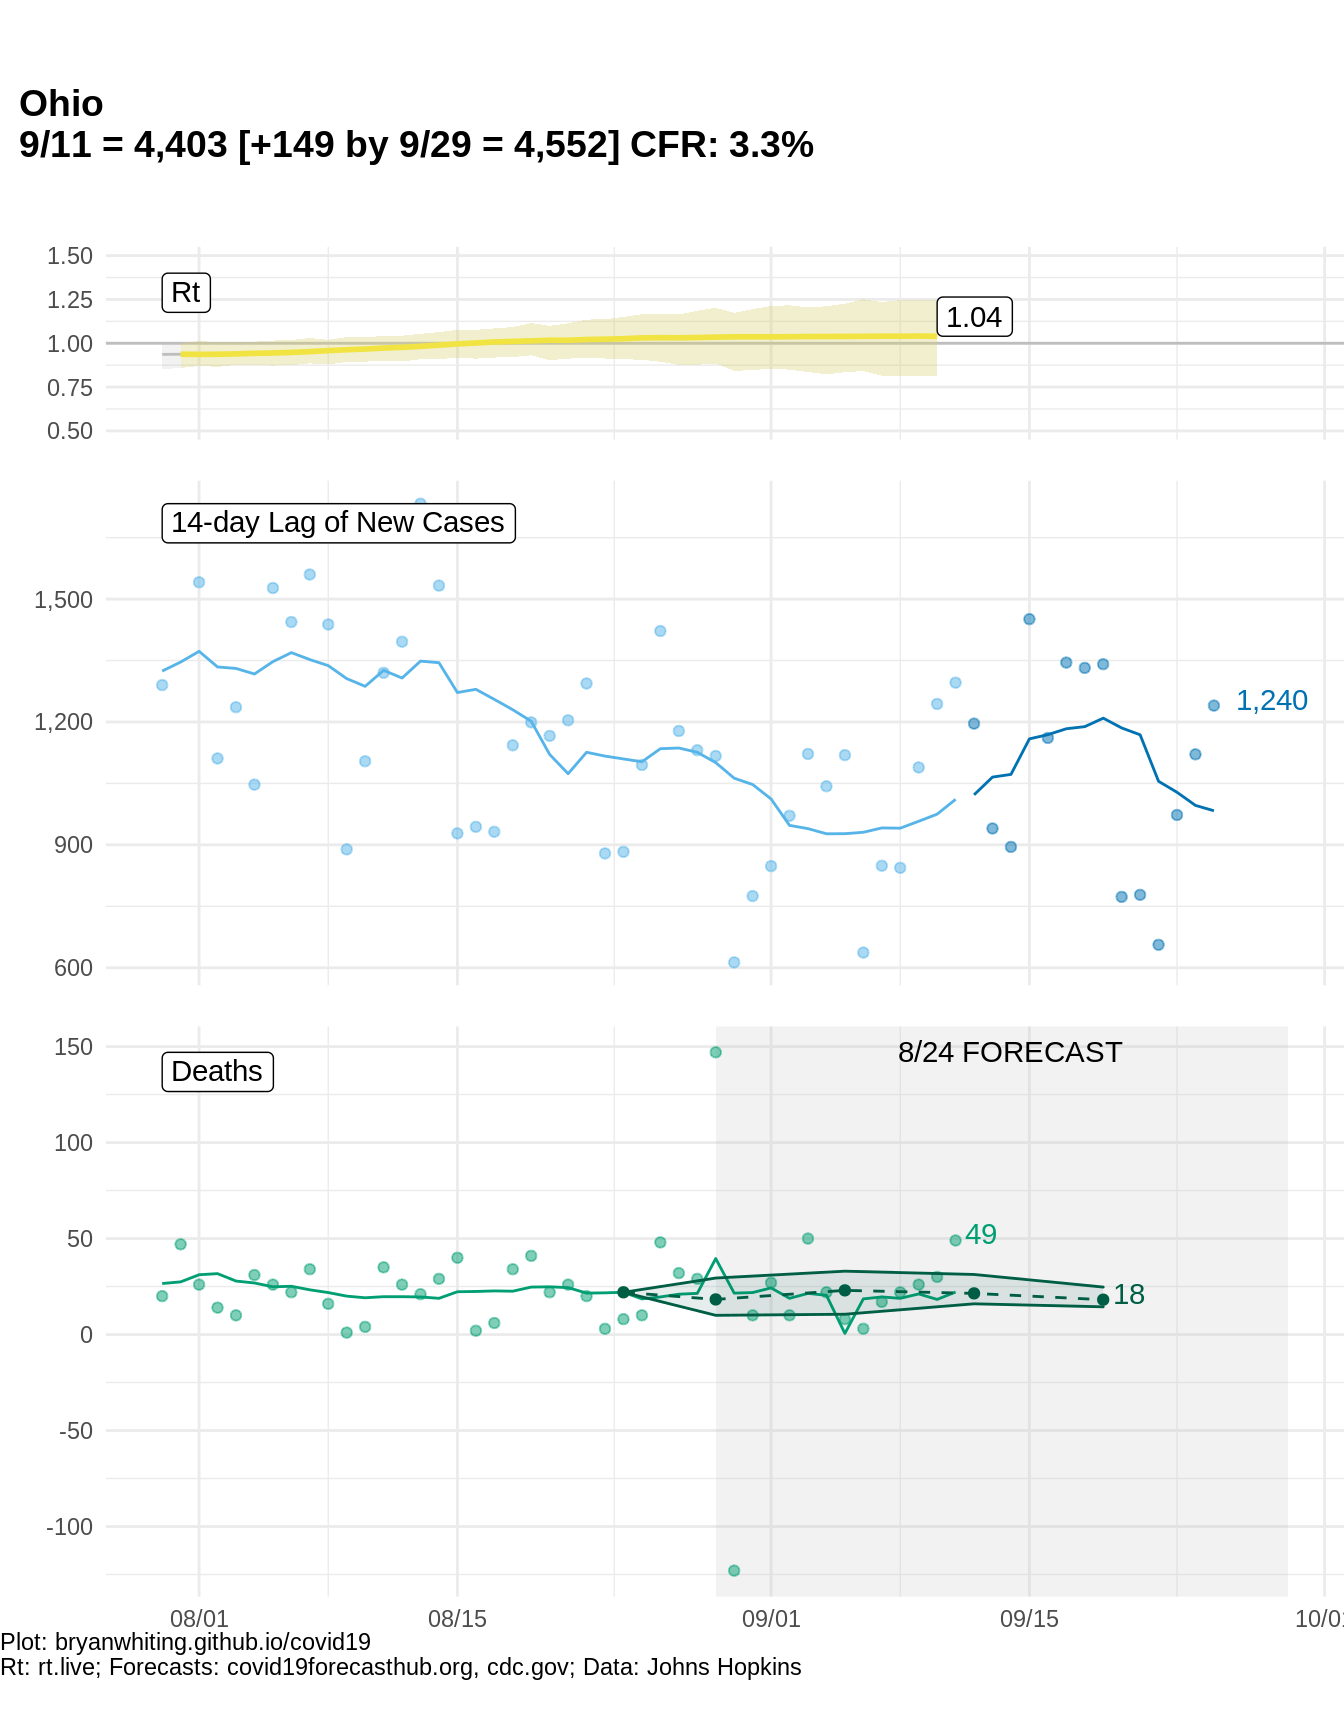 Ohio
9/11 = 4,403 [+149 by 9/29 = 4,552] CFR: 3.3%
1.50
Rt
1.25
1.04
1.00
0.75
0.50
14-day Lag of New Cases
1,500
1,200
1,240
900
600
150
8/24 FORECAST
Deaths
100
50
49
18
0
-50
-100
08/01 08/15 09/01 09/15 10/01
Plot: bryanwhiting.github.io/covid19
Rt: rt.live; Forecasts: covid19forecasthub.org, cdc.gov; Data: Johns Hopkins